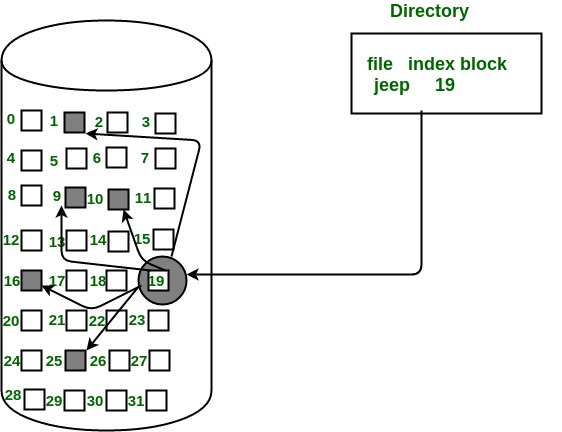 Directory
file index block
jeep 19
0 1 2 3
4 5 6 7
8 9 10 11
12 13 14 15
16 17 18 19
20 21 22 23
24 25 26 27
28 29 30 31